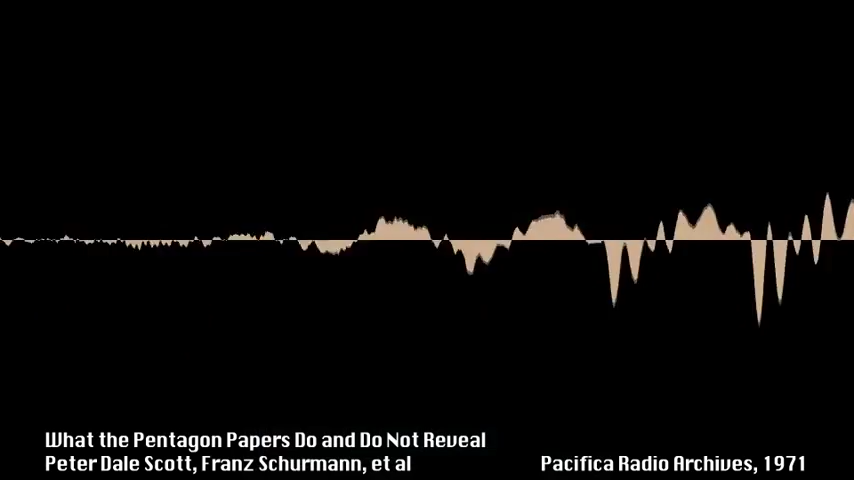 What the Pentagon Papers Do and Do Not Reveal
Peter Dale Scott, Franz Schurmann, et al
Pacifica Radio Archives, 1971